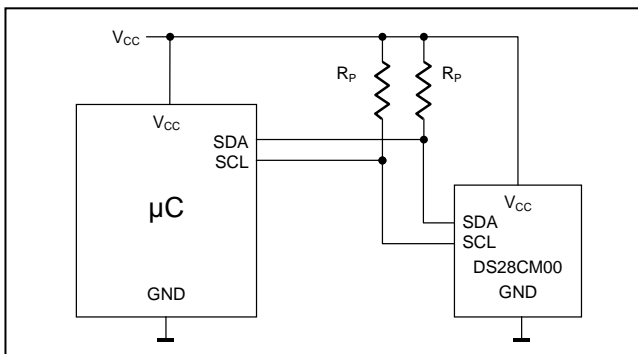 VCC
RP RP
VCC
SDA
SCL
µC
VCC
SDA
SCL
DS28CM00
GND
GND